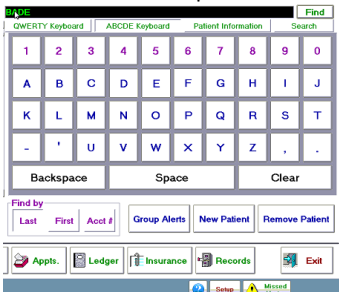 BADE Find
QWERTY Keyboard ABCDE Keyboard Patient Information Search
1 2 3 4 5 6 7 8 9 0
A B C D E F G H I J
K L M N O P Q R S T
- ' U V W X Y Z , .
Backspace Space Clear
Find by
Last First Acct # Group Alerts New Patient Remove Patient
Appts. Ledger Insurance Records Exit
Setup Missed